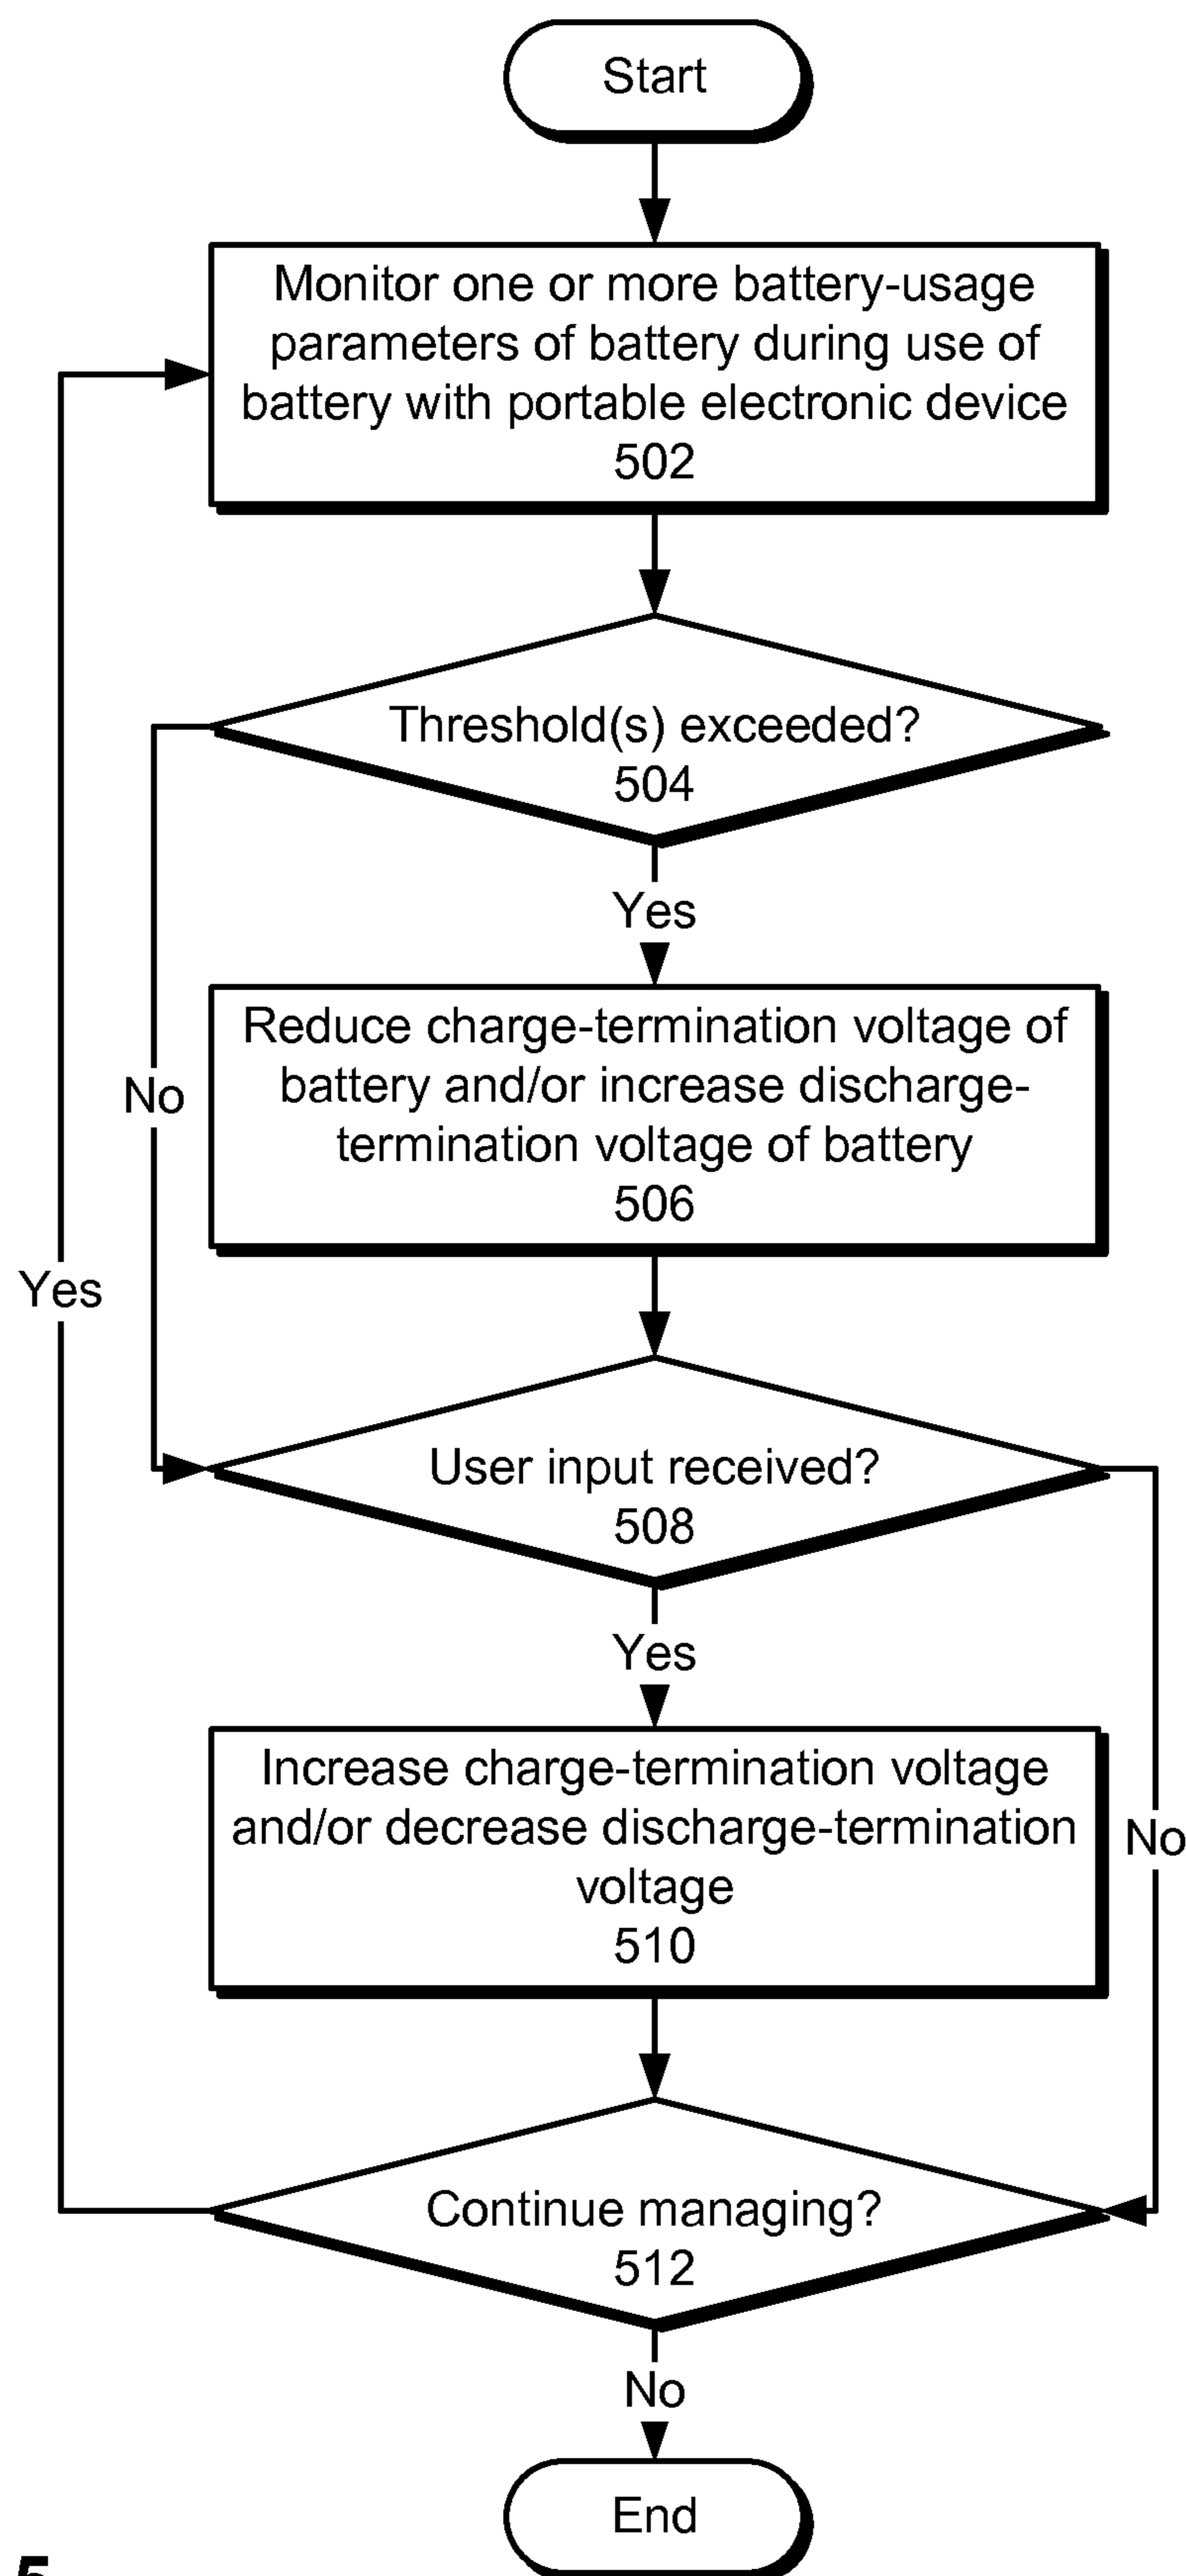 Start
Monitor one or more battery-usage
parameters of battery during use of
battery with portable electronic device
502
Threshold(s) exceeded?
504
Yes
No
Reduce charge-termination voltage of
battery and/or increase discharge-
termination voltage of battery
506
Yes
User input received?
508
Yes
Increase charge-termination voltage
and/or decrease discharge-termination
voltage
510
No
Continue managing?
512
No
End
5